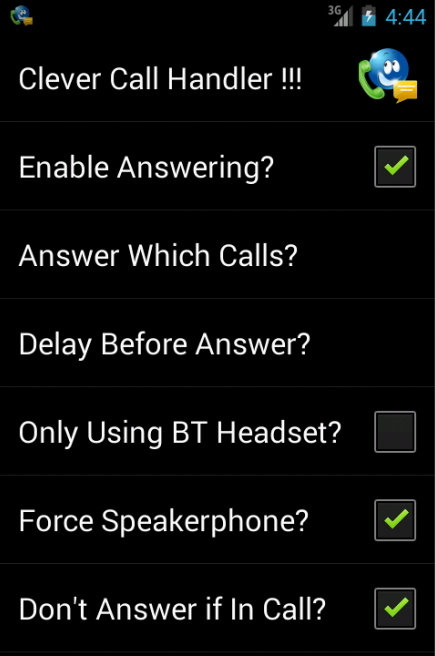 3G 4:44
Clever Call Handler !!!
Enable Answering?
Answer Which Calls?
Delay Before Answer?
Only Using BT Headset?
Force Speakerphone?
Don't Answer if In Call?